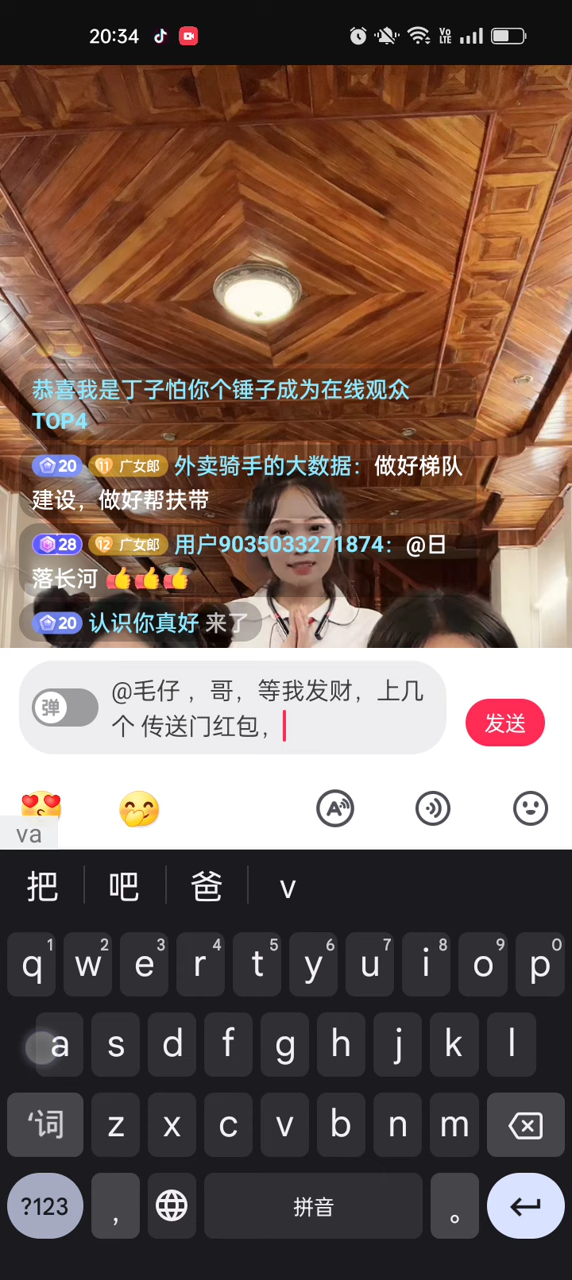 20:34
Vo
LTE
恭喜我是丁子怕你个锤子成为在线观众
TOP4
20 11 广女郎 外卖骑手的大数据：做好梯队
建设，做好帮扶带
28 12 广女郎 用户9035033271874：@日
落长河 👍👍👍
20 认识你真好 来了
弹 @毛仔 ，哥，等我发财，上几
个 传送门红包，
发送
A
va
把 吧 爸 v
1 2 3 4 5 6 7 8 9 0
q w e r t y u i o p
a s d f g h j k l
'词 z x c v b n m
?123 , 拼音 。